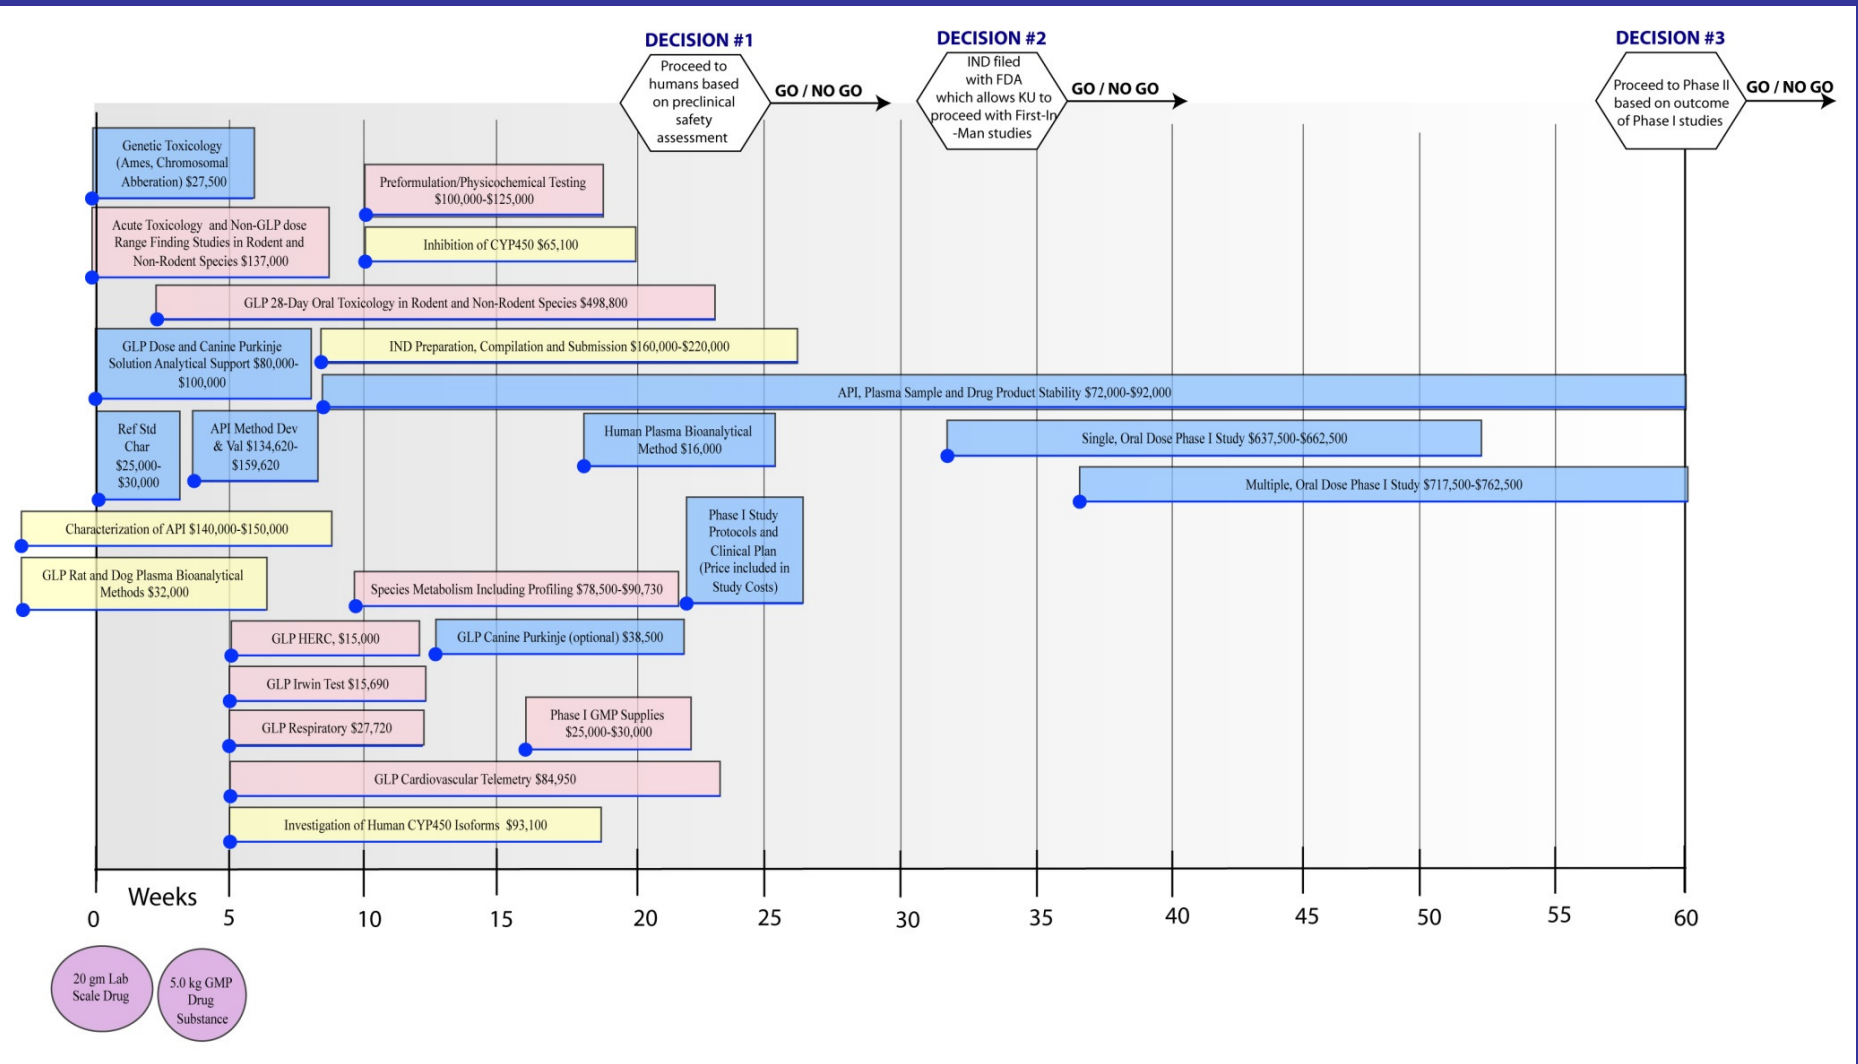 DECISION #1
Proceed to
humans based
on preclinical
safety
assessment
GO / NO GO
DECISION #2
IND filed
with FDA
which allows KU to
proceed with First-In
-Man studies
GO / NO GO
DECISION #3
Proceed to Phase II
based on outcome
of Phase I studies
GO / NO GO
Genetic Toxicology
(Ames, Chromosomal
Abberation) $27,500
Preformulation/Physicochemical Testing
$100,000-$125,000
Acute Toxicology and Non-GLP dose
Range Finding Studies in Rodent and
Non-Rodent Species $137,000
Inhibition of CYP450 $65,100
GLP 28-Day Oral Toxicology in Rodent and Non-Rodent Species $498,800
GLP Dose and Canine Purkinje
Solution Analytical Support $80,000-
$100,000
IND Preparation, Compilation and Submission $160,000-$220,000
API, Plasma Sample and Drug Product Stability $72,000-$92,000
Ref Std
Char
$25,000-
$30,000
API Method Dev
& Val $134,620-
$159,620
Human Plasma Bioanalytical
Method $16,000
Single, Oral Dose Phase I Study $637,500-$662,500
Multiple, Oral Dose Phase I Study $717,500-$762,500
Characterization of API $140,000-$150,000
Phase I Study
Protocols and
Clinical Plan
(Price included in
Study Costs)
GLP Rat and Dog Plasma Bioanalytical
Methods $32,000
Species Metabolism Including Profiling $78,500-$90,730
GLP HERC, $15,000
GLP Canine Purkinje (optional) $38,500
GLP Irwin Test $15,690
GLP Respiratory $27,720
Phase I GMP Supplies
$25,000-$30,000
GLP Cardiovascular Telemetry $84,950
Investigation of Human CYP450 Isoforms $93,100
Weeks
0 5 10 15 20 25 30 35 40 45 50 55 60
20 gm Lab
Scale Drug
5.0 kg GMP
Drug
Substance